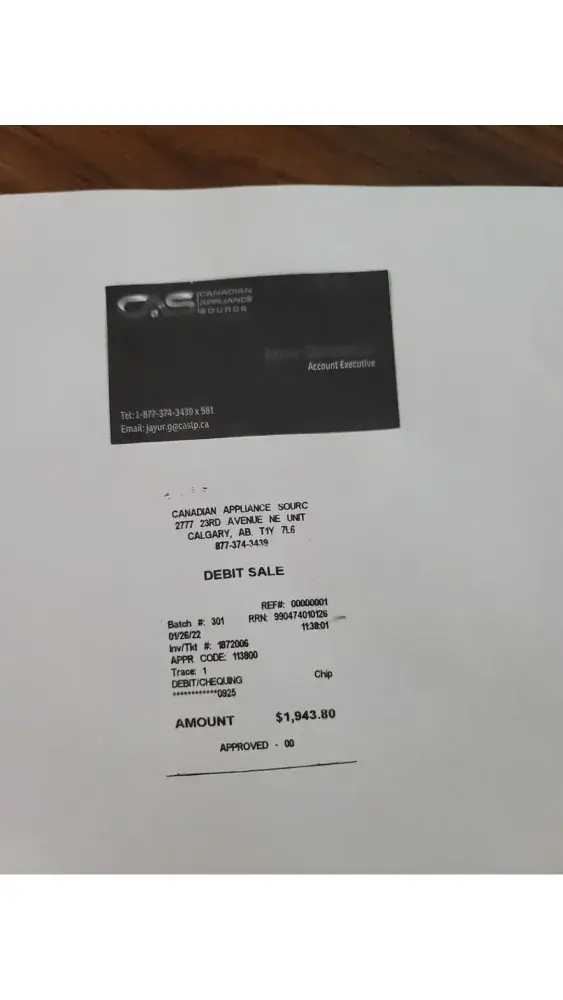 CAS
CANADIAN
APPLIANCE
SOURCE
Account Executive
Tel: 1-877-374-3439 x 581
Email: jayur.g@caslp.ca
CANADIAN APPLIANCE SOURC
2777 23RD AVENUE NE UNIT
CALGARY, AB. T1Y 7L6
877-374-3439
DEBIT SALE
REF#: 00000001
Batch #: 301 RRN: 990474010126
01/26/22 11:38:01
Inv/Tkt #: 1872006
APPR CODE: 113800
Trace: 1
DEBIT/CHEQUING Chip
************0925
AMOUNT $1,943.80
APPROVED - 00